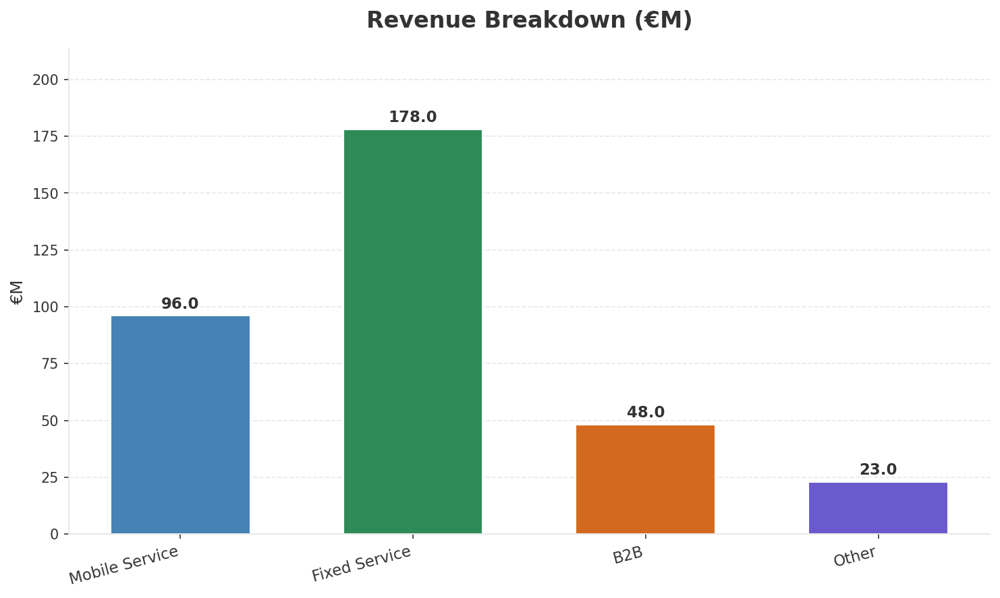 Revenue Breakdown (€M)
200
175
150
125
100
75
50
25
0
€M
96.0
178.0
48.0
23.0
Mobile Service
Fixed Service
B2B
Other